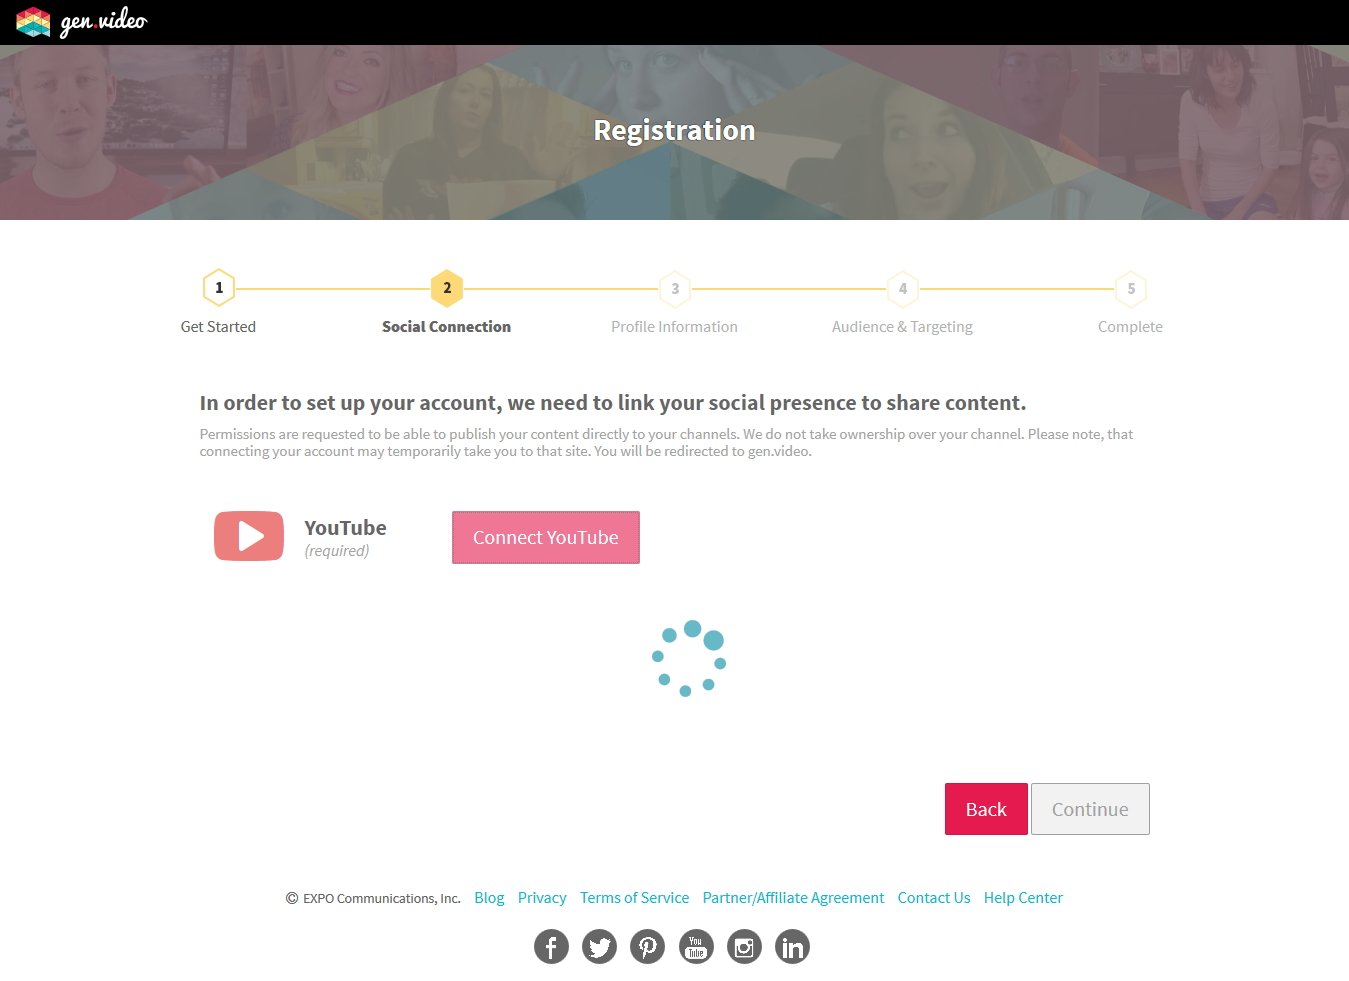 gen.video
Registration
1 2 3 4 5
Get Started Social Connection Profile Information Audience & Targeting Complete
In order to set up your account, we need to link your social presence to share content.
Permissions are requested to be able to publish your content directly to your channels. We do not take ownership over your channel. Please note, that
connecting your account may temporarily take you to that site. You will be redirected to gen.video.
YouTube Connect YouTube
(required)
Back Continue
© EXPO Communications, Inc. Blog Privacy Terms of Service Partner/Affiliate Agreement Contact Us Help Center
You
Tube
in